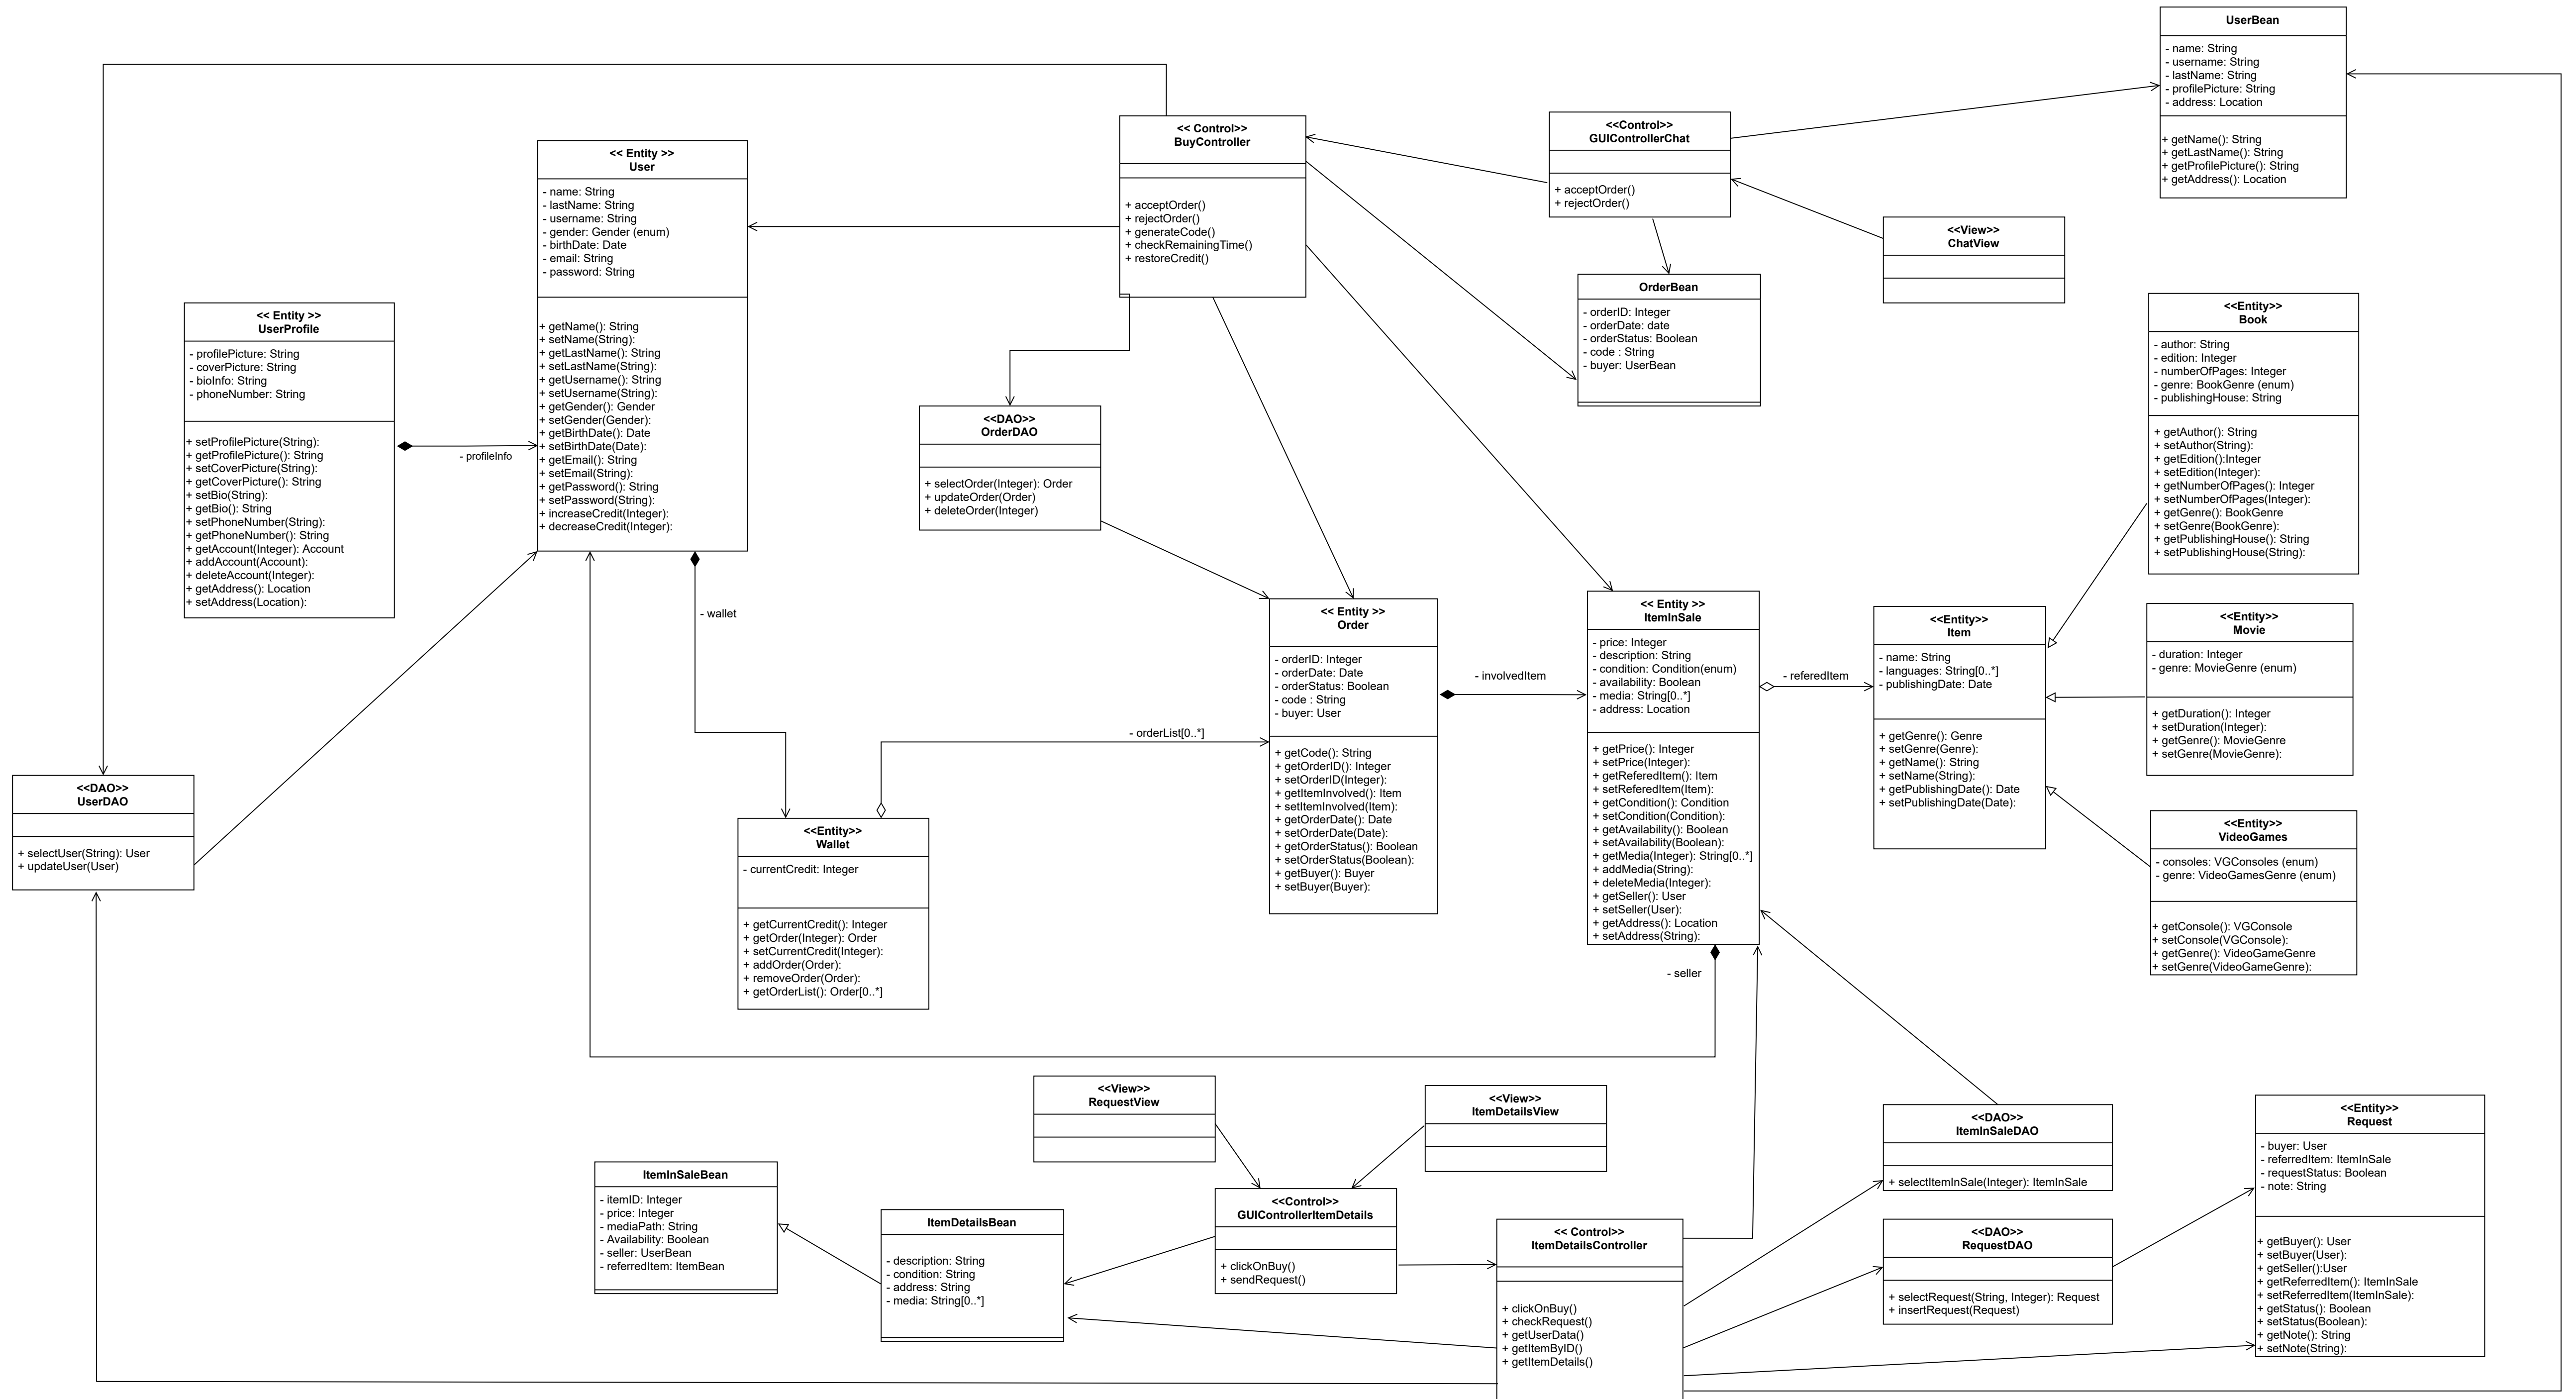 UserBean
- name: String
- username: String
- lastName: String
- profilePicture: String
- address: Location
+ getName(): String
+ getLastName(): String
+ getProfilePicture(): String
+ getAddress(): Location
<< Control>>
BuyController
+ acceptOrder()
+ rejectOrder()
+ generateCode()
+ checkRemainingTime()
+ restoreCredit()
<<Control>>
GUIControllerChat
+ acceptOrder()
+ rejectOrder()
<< Entity >>
User
- name: String
- lastName: String
- username: String
- gender: Gender (enum)
- birthDate: Date
- email: String
- password: String
+ getName(): String
+ setName(String):
+ getLastName(): String
+ setLastName(String):
+ getUsername(): String
+ setUsername(String):
+ getGender(): Gender
+ setGender(Gender):
+ getBirthDate(): Date
+ setBirthDate(Date):
+ getEmail(): String
+ setEmail(String):
+ getPassword(): String
+ setPassword(String):
+ increaseCredit(Integer):
+ decreaseCredit(Integer):
<<View>>
ChatView
OrderBean
- orderID: Integer
- orderDate: date
- orderStatus: Boolean
- code : String
- buyer: UserBean
<< Entity >>
UserProfile
- profilePicture: String
- coverPicture: String
- bioInfo: String
- phoneNumber: String
+ setProfilePicture(String):
+ getProfilePicture(): String
+ setCoverPicture(String):
+ getCoverPicture(): String
+ setBio(String):
+ getBio(): String
+ setPhoneNumber(String):
+ getPhoneNumber(): String
+ getAccount(Integer): Account
+ addAccount(Account):
+ deleteAccount(Integer):
+ getAddress(): Location
+ setAddress(Location):
- profileInfo
<<Entity>>
Book
- author: String
- edition: Integer
- numberOfPages: Integer
- genre: BookGenre (enum)
- publishingHouse: String
+ getAuthor(): String
+ setAuthor(String):
+ getEdition():Integer
+ setEdition(Integer):
+ getNumberOfPages(): Integer
+ setNumberOfPages(Integer):
+ getGenre(): BookGenre
+ setGenre(BookGenre):
+ getPublishingHouse(): String
+ setPublishingHouse(String):
<<DAO>>
OrderDAO
+ selectOrder(Integer): Order
+ updateOrder(Order)
+ deleteOrder(Integer)
- wallet
<< Entity >>
Order
- orderID: Integer
- orderDate: Date
- orderStatus: Boolean
- code : String
- buyer: User
+ getCode(): String
+ getOrderID(): Integer
+ setOrderID(Integer):
+ getItemInvolved(): Item
+ setItemInvolved(Item):
+ getOrderDate(): Date
+ setOrderDate(Date):
+ getOrderStatus(): Boolean
+ setOrderStatus(Boolean):
+ getBuyer(): Buyer
+ setBuyer(Buyer):
- involvedItem
<< Entity >>
ItemInSale
- price: Integer
- description: String
- condition: Condition(enum)
- availability: Boolean
- media: String[0..*]
- address: Location
+ getPrice(): Integer
+ setPrice(Integer):
+ getReferedItem(): Item
+ setReferedItem(Item):
+ getCondition(): Condition
+ setCondition(Condition):
+ getAvailability(): Boolean
+ setAvailability(Boolean):
+ getMedia(Integer): String[0..*]
+ addMedia(String):
+ deleteMedia(Integer):
+ getSeller(): User
+ setSeller(User):
+ getAddress(): Location
+ setAddress(String):
- referedItem
<<Entity>>
Item
- name: String
- languages: String[0..*]
- publishingDate: Date
+ getGenre(): Genre
+ setGenre(Genre):
+ getName(): String
+ setName(String):
+ getPublishingDate(): Date
+ setPublishingDate(Date):
<<Entity>>
Movie
- duration: Integer
- genre: MovieGenre (enum)
+ getDuration(): Integer
+ setDuration(Integer):
+ getGenre(): MovieGenre
+ setGenre(MovieGenre):
- orderList[0..*]
<<DAO>>
UserDAO
+ selectUser(String): User
+ updateUser(User)
<<Entity>>
Wallet
- currentCredit: Integer
+ getCurrentCredit(): Integer
+ getOrder(Integer): Order
+ setCurrentCredit(Integer):
+ addOrder(Order):
+ removeOrder(Order):
+ getOrderList(): Order[0..*]
<<Entity>>
VideoGames
- consoles: VGConsoles (enum)
- genre: VideoGamesGenre (enum)
+ getConsole(): VGConsole
+ setConsole(VGConsole):
+ getGenre(): VideoGameGenre
+ setGenre(VideoGameGenre):
- seller
<<View>>
RequestView
<<View>>
ItemDetailsView
<<DAO>>
ItemInSaleDAO
+ selectItemInSale(Integer): ItemInSale
<<Entity>>
Request
- buyer: User
- referredItem: ItemInSale
- requestStatus: Boolean
- note: String
+ getBuyer(): User
+ setBuyer(User):
+ getSeller():User
+ getReferredItem(): ItemInSale
+ setReferredItem(ItemInSale):
+ getStatus(): Boolean
+ setStatus(Boolean):
+ getNote(): String
+ setNote(String):
ItemInSaleBean
- itemID: Integer
- price: Integer
- mediaPath: String
- Availability: Boolean
- seller: UserBean
- referredItem: ItemBean
ItemDetailsBean
- description: String
- condition: String
- address: String
- media: String[0..*]
<<Control>>
GUIControllerItemDetails
+ clickOnBuy()
+ sendRequest()
<< Control>>
ItemDetailsController
+ clickOnBuy()
+ checkRequest()
+ getUserData()
+ getItemByID()
+ getItemDetails()
<<DAO>>
RequestDAO
+ selectRequest(String, Integer): Request
+ insertRequest(Request)